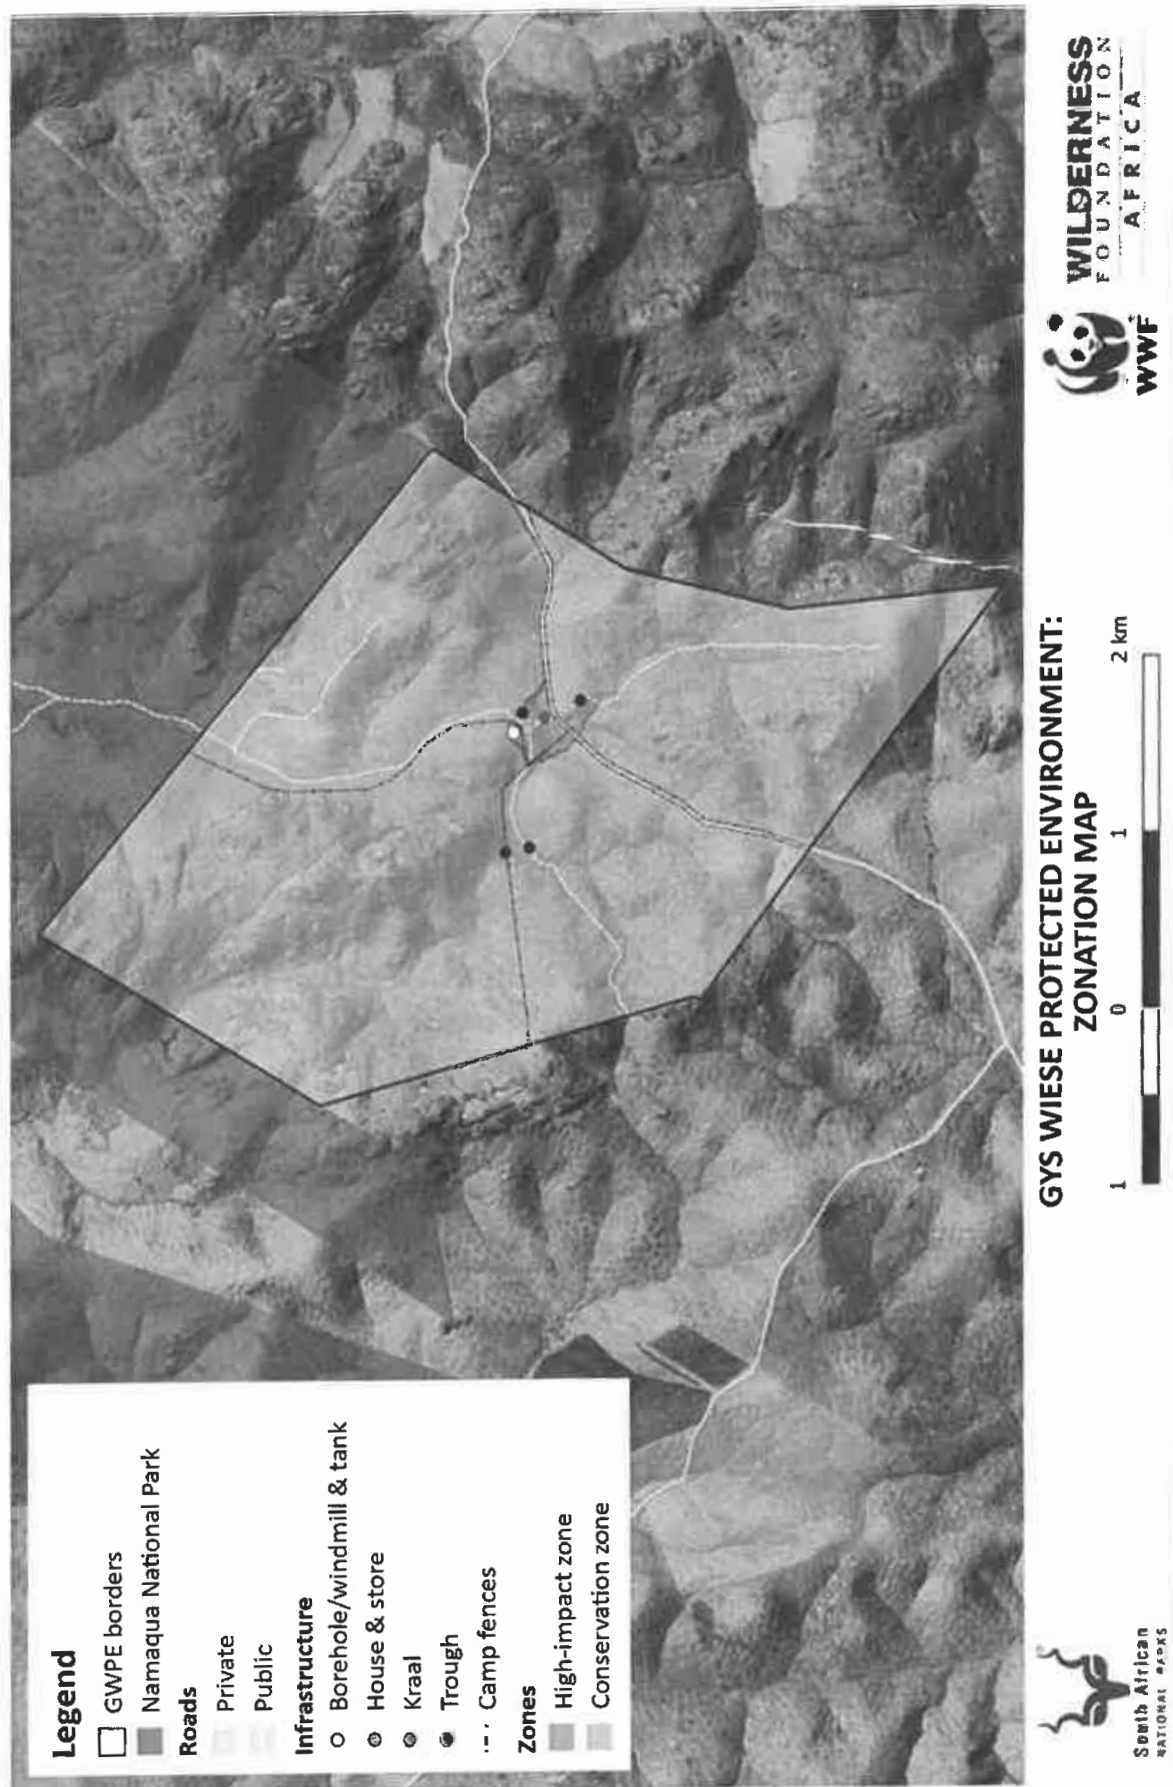 Legend
GWPE borders
Namaqua National Park
Roads
Private
Public
Infrastructure
Borehole/windmill & tank
House & store
Kraal
Trough
Camp fences
Zones
High-impact zone
Conservation zone
South African
NATIONAL PARKS
GYS WIESE PROTECTED ENVIRONMENT:
ZONATION MAP
1 0 1 2 km
WWF
WILDERNESS
FOUNDATION
AFRICA